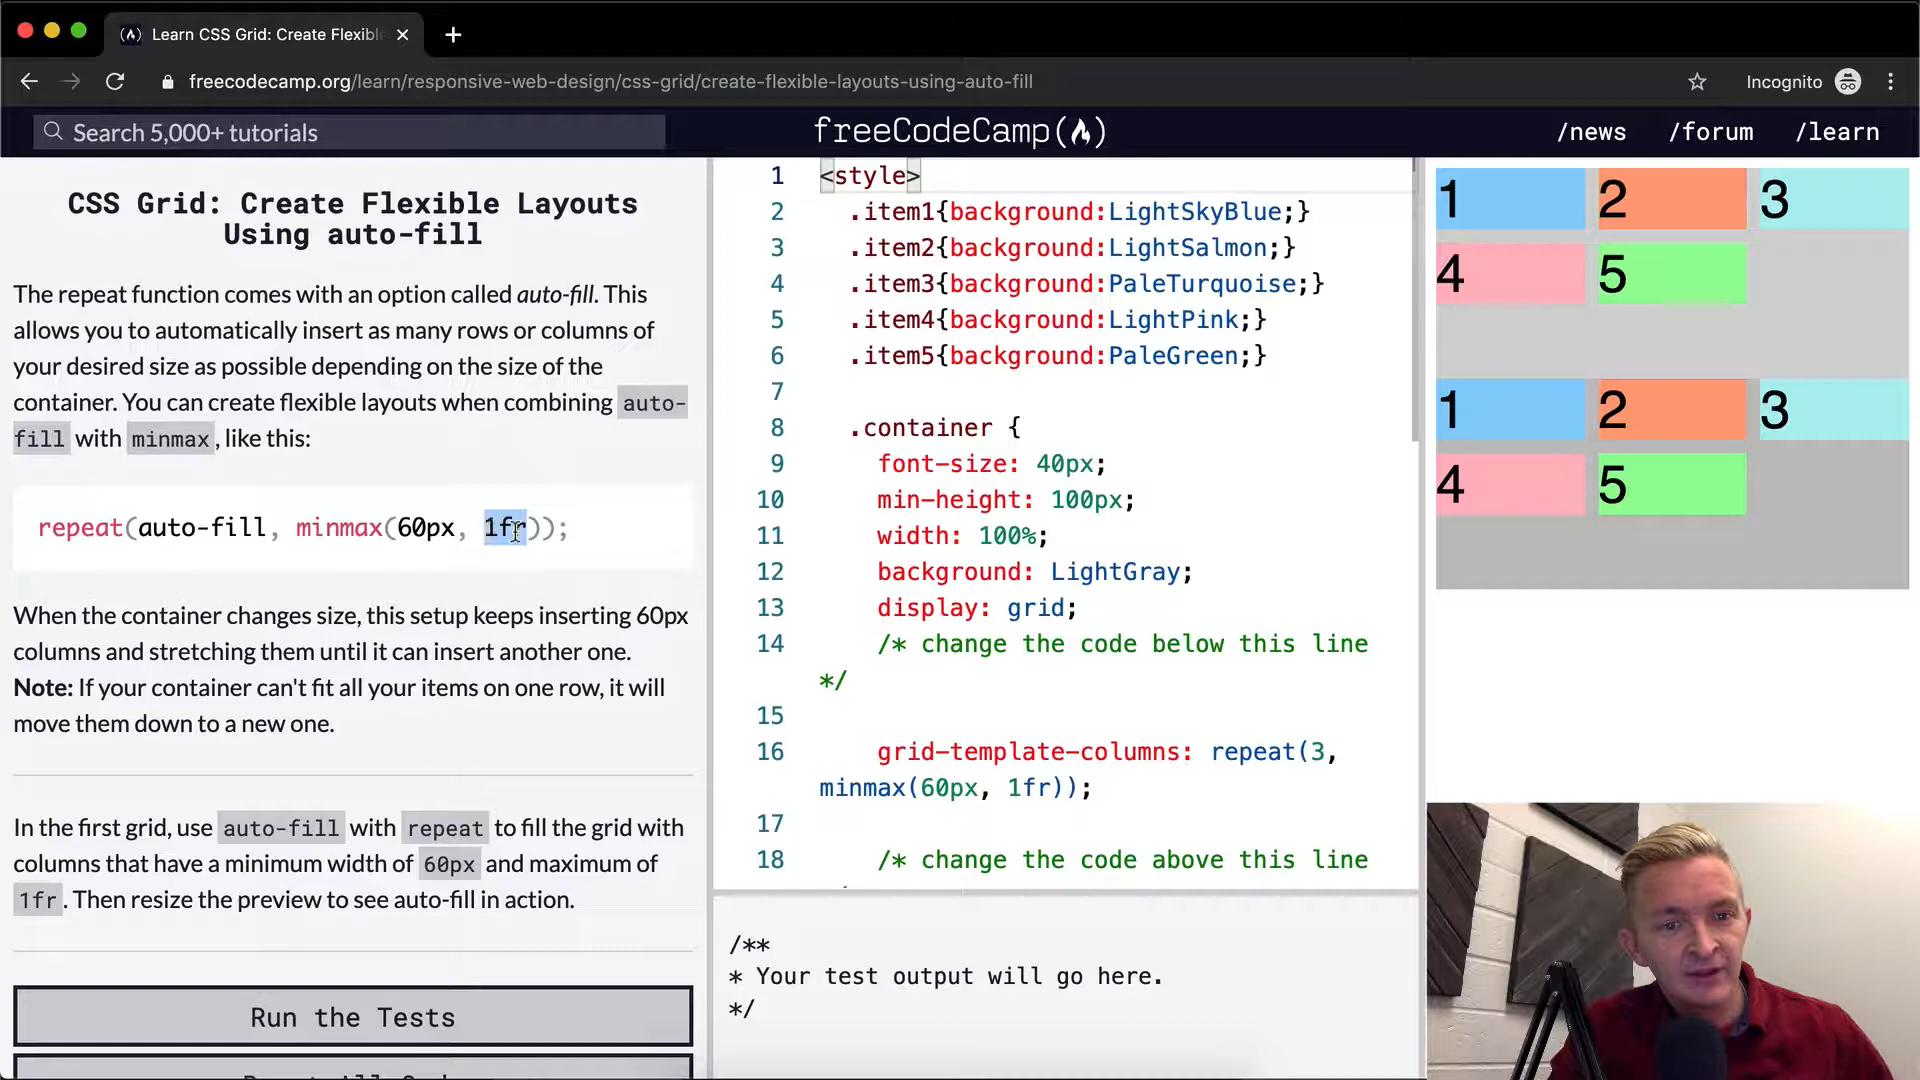 Learn CSS Grid: Create Flexibl
freecodecamp.org/learn/responsive-web-design/css-grid/create-flexible-layouts-using-auto-fill
Incognito
Search 5,000+ tutorials
freeCodeCamp
/news
/forum
/learn
CSS Grid: Create Flexible Layouts
Using auto-fill
The repeat function comes with an option called auto-fill. This
allows you to automatically insert as many rows or columns of
your desired size as possible depending on the size of the
container. You can create flexible layouts when combining auto-
fill with minmax, like this:
repeat(auto-fill, minmax(60px, 1fr));
When the container changes size, this setup keeps inserting 60px
columns and stretching them until it can insert another one.
Note: If your container can't fit all your items on one row, it will
move them down to a new one.
In the first grid, use auto-fill with repeat to fill the grid with
columns that have a minimum width of 60px and maximum of
1fr. Then resize the preview to see auto-fill in action.
Run the Tests
1 <style>
2 .item1{background:LightSkyBlue;}
3 .item2{background:LightSalmon;}
4 .item3{background:PaleTurquoise;}
5 .item4{background:LightPink;}
6 .item5{background:PaleGreen;}
7
8 .container {
9 font-size: 40px;
10 min-height: 100px;
11 width: 100%;
12 background: LightGray;
13 display: grid;
14 /* change the code below this line
*/
15
16 grid-template-columns: repeat(3,
minmax(60px, 1fr));
17
18 /* change the code above this line
/**
* Your test output will go here.
*/
1 2 3
4 5
1 2 3
4 5